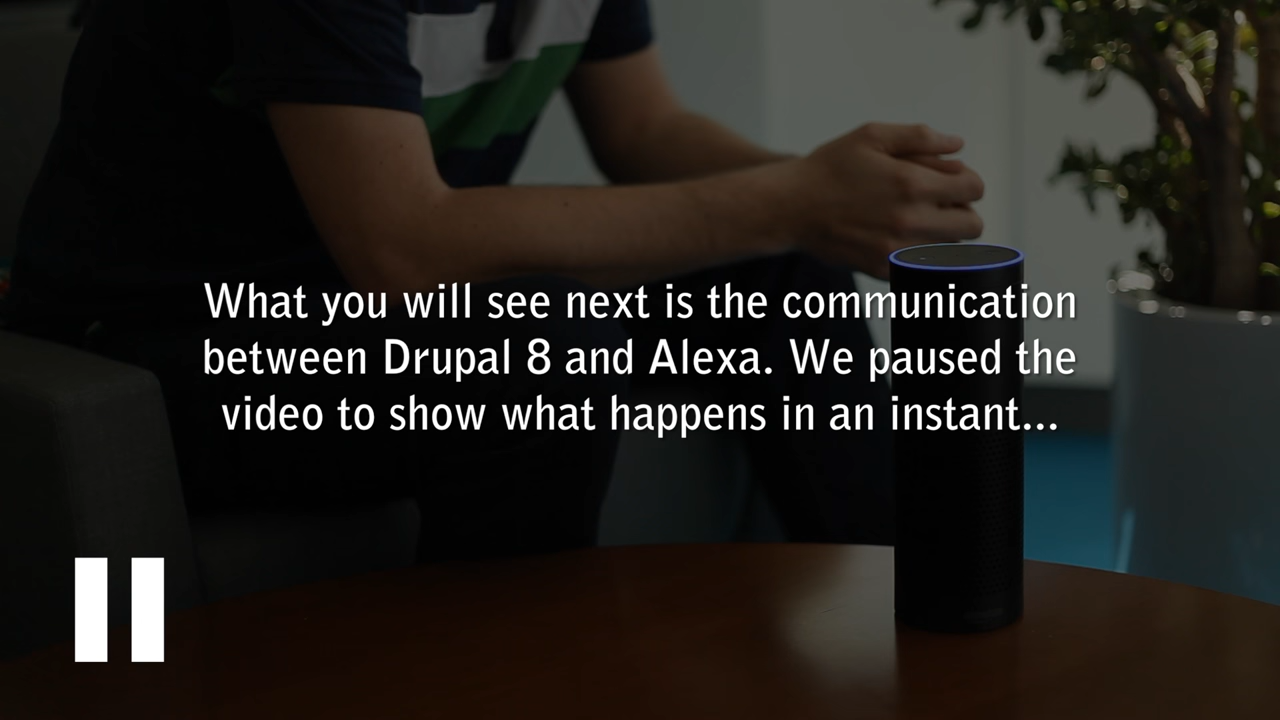 What you will see next is the communication
between Drupal 8 and Alexa. We paused the
video to show what happens in an instant...